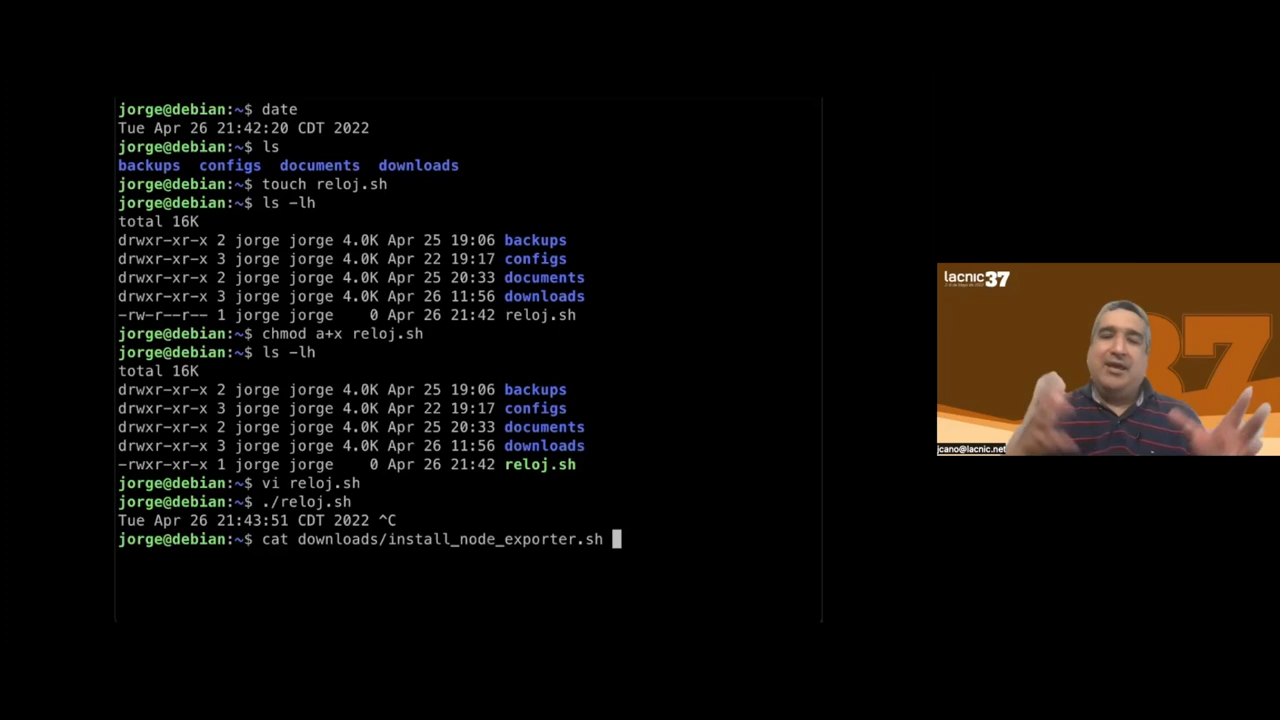 jorge@debian:~$ date
Tue Apr 26 21:42:20 CDT 2022
jorge@debian:~$ ls
backups  configs  documents  downloads
jorge@debian:~$ touch reloj.sh
jorge@debian:~$ ls -lh
total 16K
drwxr-xr-x 2 jorge jorge 4.0K Apr 25 19:06 backups
drwxr-xr-x 3 jorge jorge 4.0K Apr 22 19:17 configs
drwxr-xr-x 2 jorge jorge 4.0K Apr 25 20:33 documents
drwxr-xr-x 3 jorge jorge 4.0K Apr 26 11:56 downloads
-rw-r--r-- 1 jorge jorge    0 Apr 26 21:42 reloj.sh
jorge@debian:~$ chmod a+x reloj.sh
jorge@debian:~$ ls -lh
total 16K
drwxr-xr-x 2 jorge jorge 4.0K Apr 25 19:06 backups
drwxr-xr-x 3 jorge jorge 4.0K Apr 22 19:17 configs
drwxr-xr-x 2 jorge jorge 4.0K Apr 25 20:33 documents
drwxr-xr-x 3 jorge jorge 4.0K Apr 26 11:56 downloads
-rwxr-xr-x 1 jorge jorge    0 Apr 26 21:42 reloj.sh
jorge@debian:~$ vi reloj.sh
jorge@debian:~$ ./reloj.sh
Tue Apr 26 21:43:51 CDT 2022 ^C
jorge@debian:~$ cat downloads/install_node_exporter.sh
lacnic37
37
jcano@lacnic.net